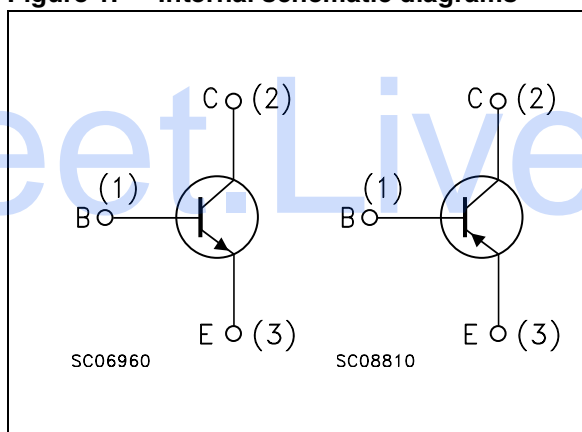 Figure 1. Internal schematic diagrams
C (2)
(1)
B
E (3)
SC06960
C (2)
(1)
B
E (3)
SC08810
eet.Live